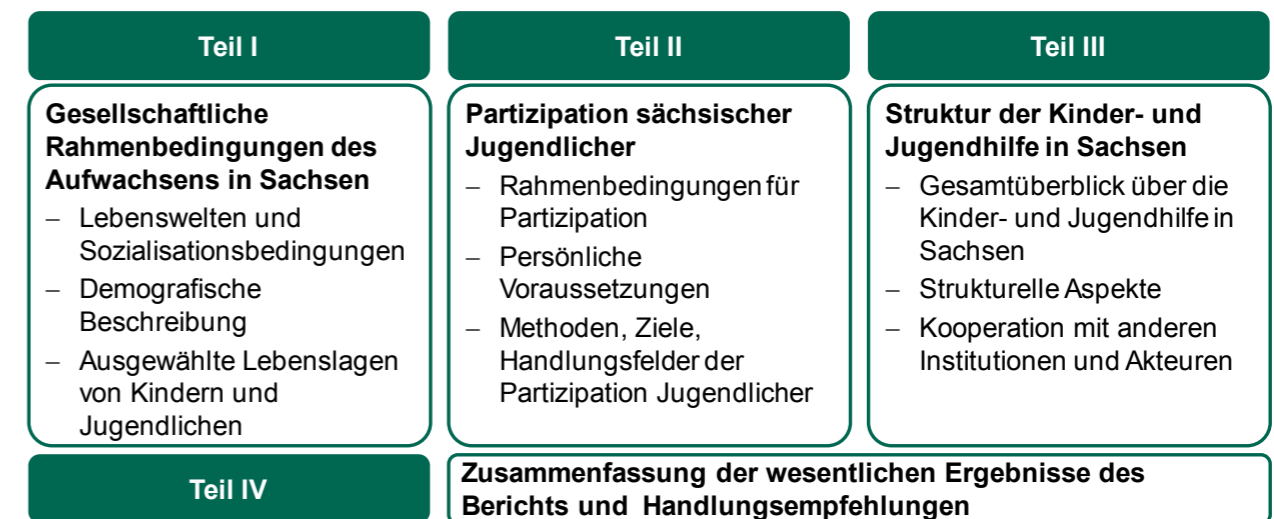 Teil I
Gesellschaftliche
Rahmenbedingungen des
Aufwachsens in Sachsen
– Lebenswelten und
Sozialisationsbedingungen
– Demografische
Beschreibung
– Ausgewählte Lebenslagen
von Kindern und
Jugendlichen
Teil II
Partizipation sächsischer
Jugendlicher
– Rahmenbedingungen für
Partizipation
– Persönliche
Voraussetzungen
– Methoden, Ziele,
Handlungsfelder der
Partizipation Jugendlicher
Teil III
Struktur der Kinder- und
Jugendhilfe in Sachsen
– Gesamtüberblick über die
Kinder- und Jugendhilfe in
Sachsen
– Strukturelle Aspekte
– Kooperation mit anderen
Institutionen und Akteuren
Teil IV
Zusammenfassung der wesentlichen Ergebnisse des
Berichts und Handlungsempfehlungen